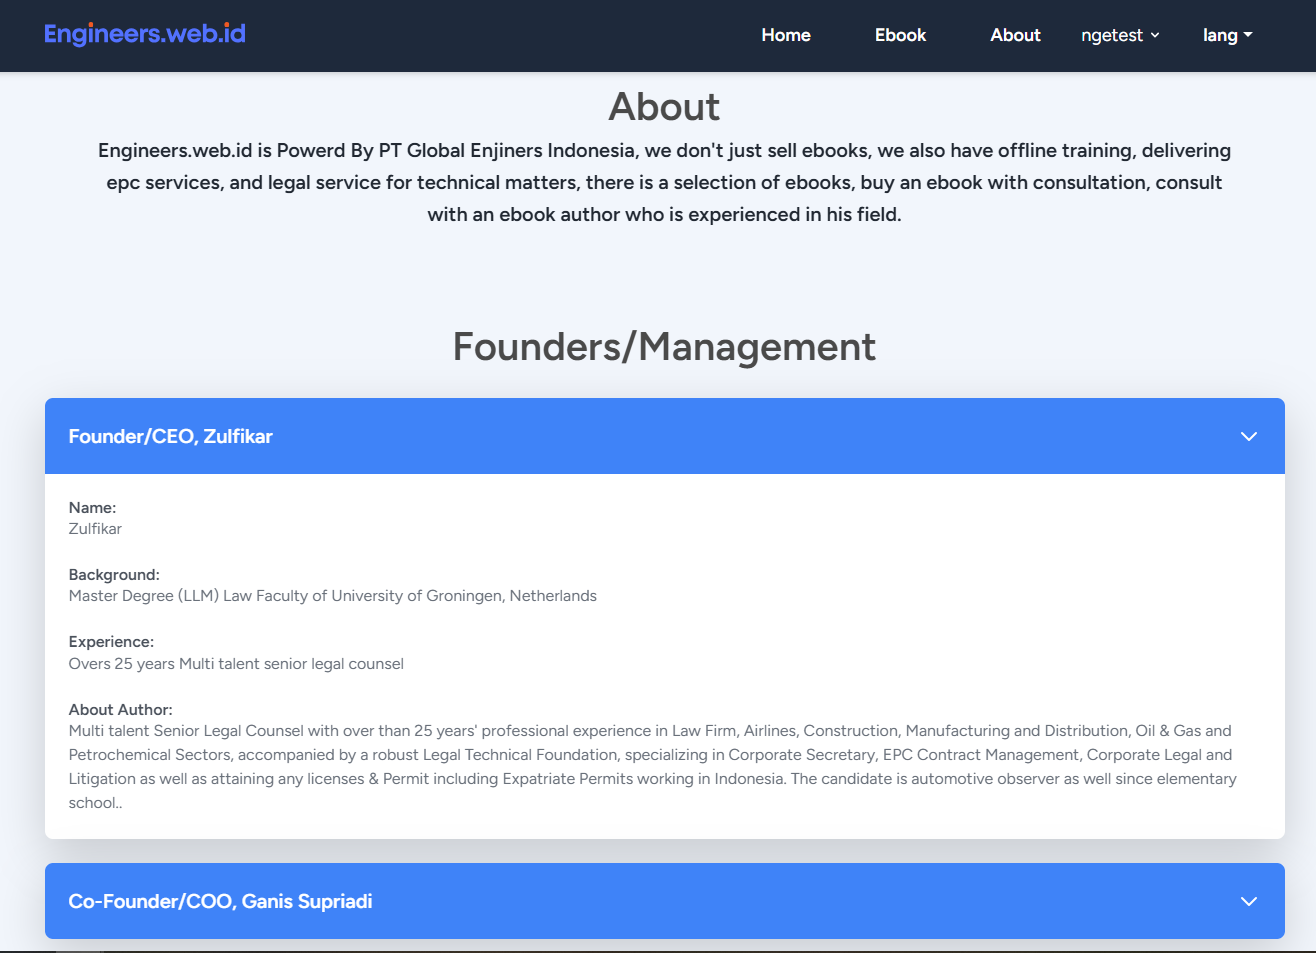 Engineers.web.id
Home
Ebook
About
ngetest
lang
About
Engineers.web.id is Powerd By PT Global Enjiners Indonesia, we don't just sell ebooks, we also have offline training, delivering
epc services, and legal service for technical matters, there is a selection of ebooks, buy an ebook with consultation, consult
with an ebook author who is experienced in his field.
Founders/Management
Founder/CEO, Zulfikar
Name:
Zulfikar
Background:
Master Degree (LLM) Law Faculty of University of Groningen, Netherlands
Experience:
Overs 25 years Multi talent senior legal counsel
About Author:
Multi talent Senior Legal Counsel with over than 25 years' professional experience in Law Firm, Airlines, Construction, Manufacturing and Distribution, Oil & Gas and
Petrochemical Sectors, accompanied by a robust Legal Technical Foundation, specializing in Corporate Secretary, EPC Contract Management, Corporate Legal and
Litigation as well as attaining any licenses & Permit including Expatriate Permits working in Indonesia. The candidate is automotive observer as well since elementary
school..
Co-Founder/COO, Ganis Supriadi